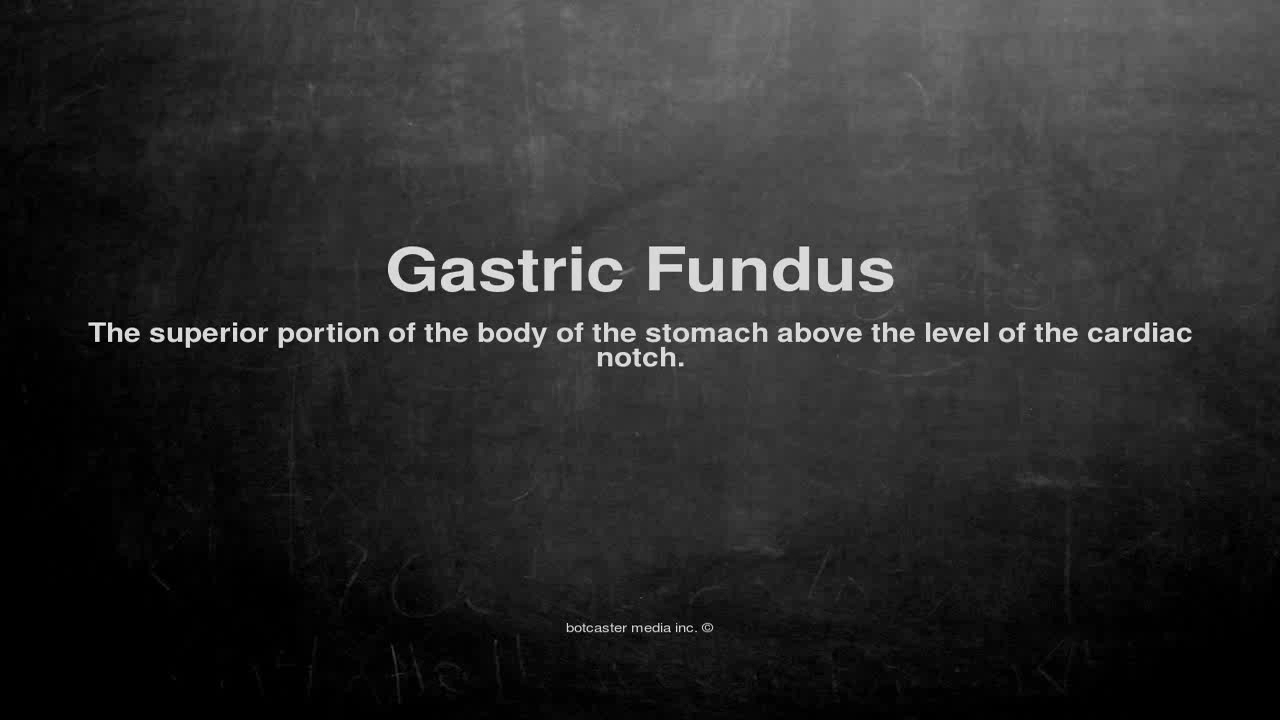 Gastric Fundus
The superior portion of the body of the stomach above the level of the cardiac
notch.
botcaster media inc. ©